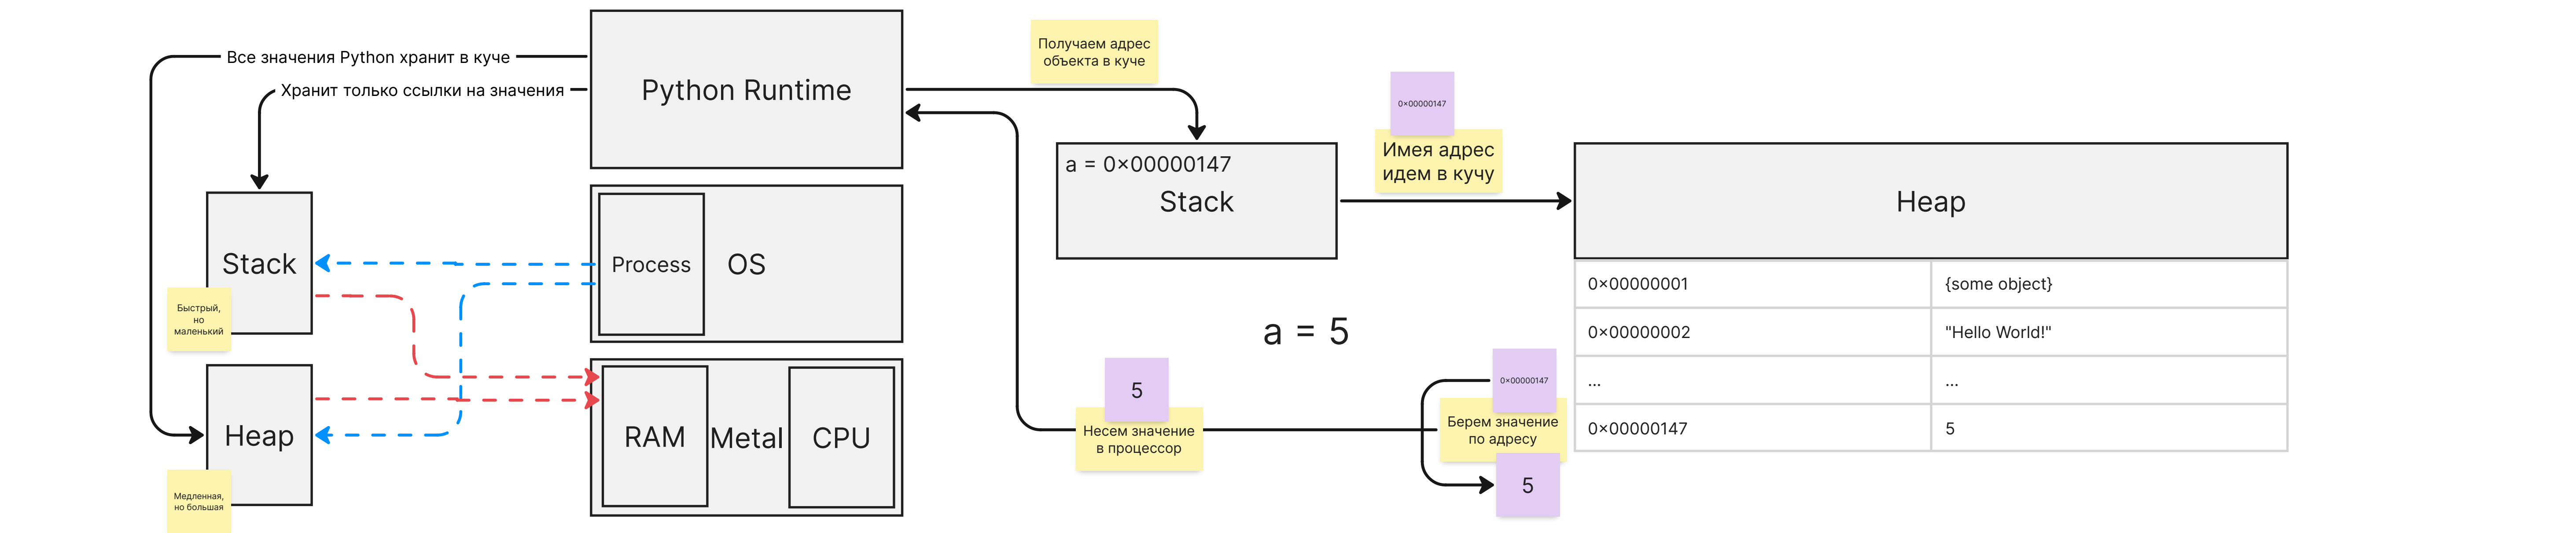 Все значения Python хранит в куче
Хранит только ссылки на значения
Python Runtime
Stack
Быстрый,
но
маленький
Heap
Медленная,
но большая
Process
OS
RAM
Metal
CPU
Получаем адрес
объекта в куче
a = 0×00000147
Stack
0×00000147
Имея адрес
идем в кучу
Heap
0×00000001
{some object}
0×00000002
"Hello World!"
...
...
0×00000147
5
a = 5
0×00000147
Берем значение
по адресу
5
5
Несем значение
в процессор